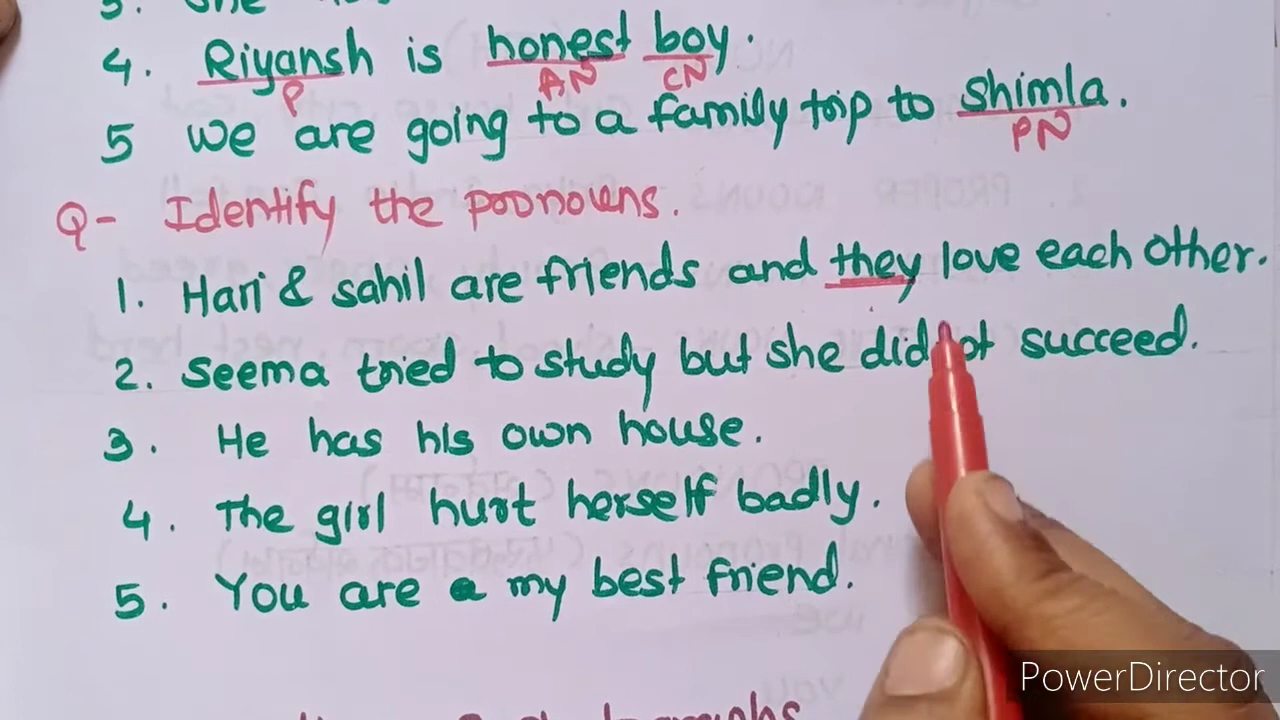 3. She
4. Riyansh is honest boy.
P AN CN
5 We are going to a family trip to Shimla.
PN
Q- Identify the pronouns.
1. Hari & sahil are friends and they love each other.
2. Seema tried to study but she did ot succeed.
3. He has his own house.
4. The girl hurt herself badly.
5. You are a my best friend.
PowerDirector